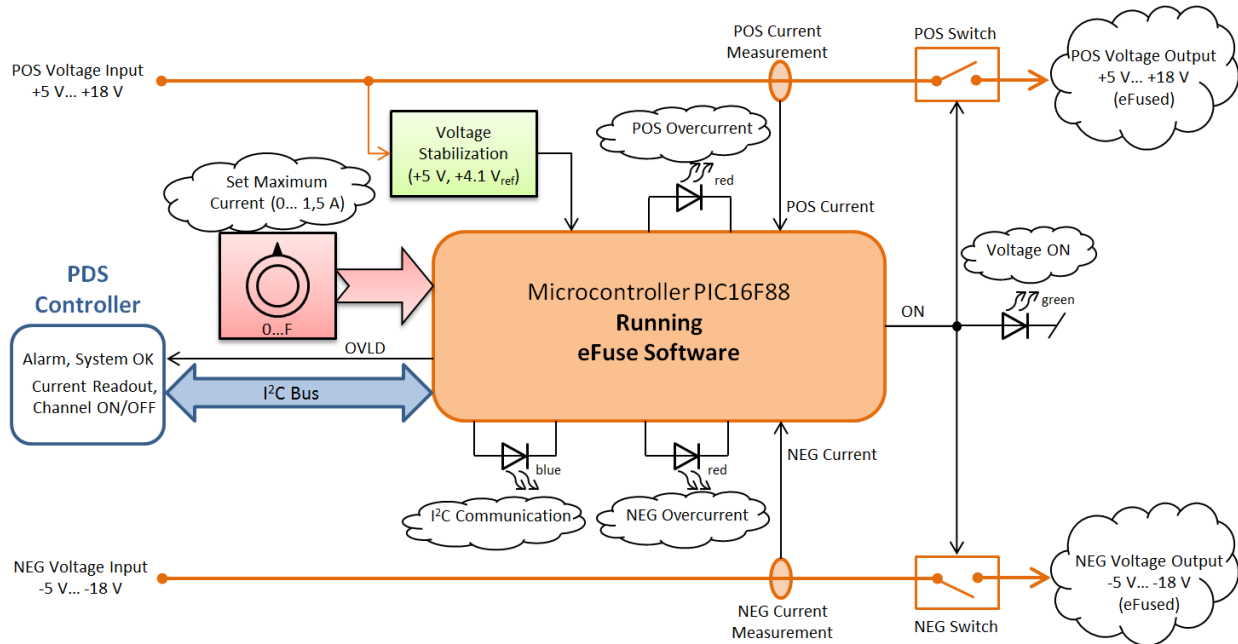 POS Current
Measurement
POS Switch
POS Voltage Input
+5 V... +18 V
POS Voltage Output
+5 V... +18 V
(eFused)
Voltage
Stabilization
(+5 V, +4.1 Vref)
POS Overcurrent
red
Set Maximum
Current (0... 1,5 A)
POS Current
Voltage ON
green
PDS
Controller
0...F
Microcontroller PIC16F88
Running
eFuse Software
ON
OVLD
Alarm, System OK
Current Readout,
Channel ON/OFF
I²C Bus
blue
red
NEG Current
I²C Communication
NEG Overcurrent
NEG Voltage Input
-5 V... -18 V
NEG Voltage Output
-5 V... -18 V
(eFused)
NEG Current
Measurement
NEG Switch